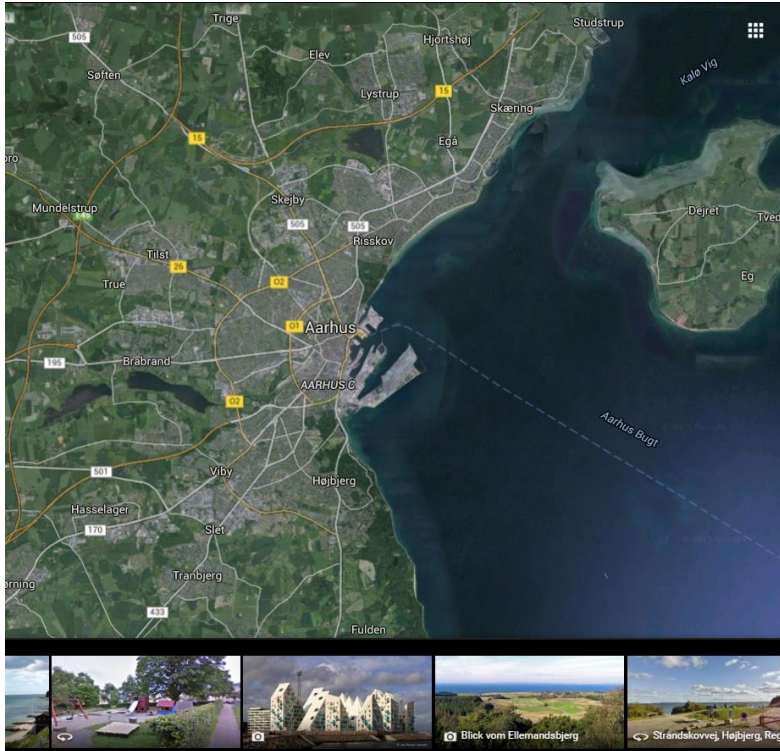 Trige
Studstrup
505
Hjortshøj
Elev
Kalø Vig
Søften
Lystrup
15
Skæring
15
Egå
Skejby
Mundelstrup
Dejret
505
505
Risskov
Tilst
26
True
O2
Eg
O1
Aarhus
Brabrand
195
AARHUS C
O2
Aarhus Bugt
501
Viby
Højbjerg
Hasselager
170
Slet
Tranbjerg
433
Fulden
Blick vom Ellemandsbjerg
Strandskovvej, Højbjerg, Reg